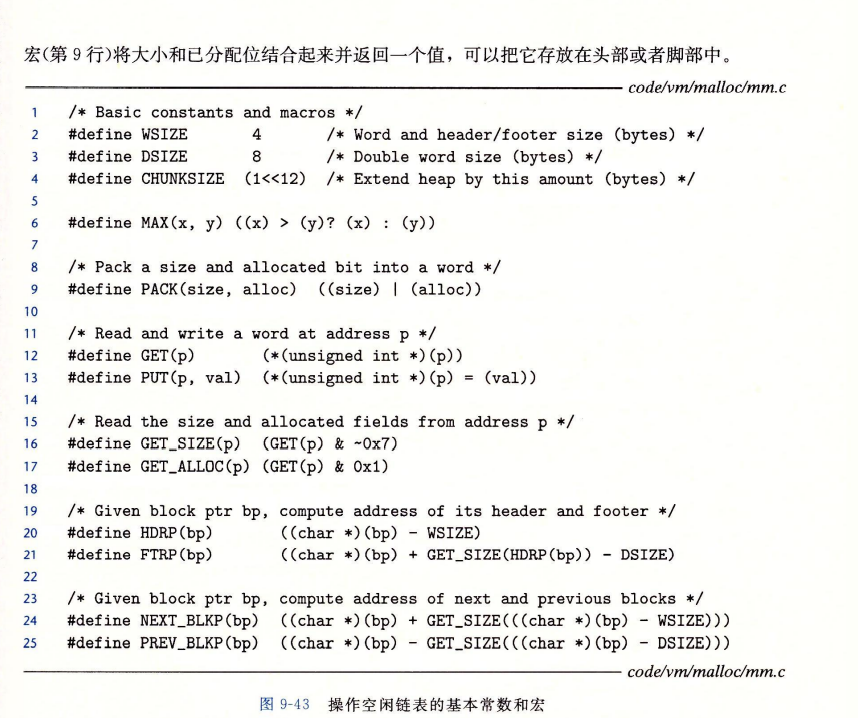 宏(第 9 行)将大小和已分配位结合起来并返回一个值，可以把它存放在头部或者脚部中。
code/vm/malloc/mm.c
1 /* Basic constants and macros */
2 #define WSIZE 4 /* Word and header/footer size (bytes) */
3 #define DSIZE 8 /* Double word size (bytes) */
4 #define CHUNKSIZE (1<<12) /* Extend heap by this amount (bytes) */
5
6 #define MAX(x, y) ((x) > (y)? (x) : (y))
7
8 /* Pack a size and allocated bit into a word */
9 #define PACK(size, alloc) ((size) | (alloc))
10
11 /* Read and write a word at address p */
12 #define GET(p) (*(unsigned int *)(p))
13 #define PUT(p, val) (*(unsigned int *)(p) = (val))
14
15 /* Read the size and allocated fields from address p */
16 #define GET_SIZE(p) (GET(p) & ~0x7)
17 #define GET_ALLOC(p) (GET(p) & 0x1)
18
19 /* Given block ptr bp, compute address of its header and footer */
20 #define HDRP(bp) ((char *)(bp) - WSIZE)
21 #define FTRP(bp) ((char *)(bp) + GET_SIZE(HDRP(bp)) - DSIZE)
22
23 /* Given block ptr bp, compute address of next and previous blocks */
24 #define NEXT_BLKP(bp) ((char *)(bp) + GET_SIZE(((char *)(bp) - WSIZE)))
25 #define PREV_BLKP(bp) ((char *)(bp) - GET_SIZE(((char *)(bp) - DSIZE)))
code/vm/malloc/mm.c
图 9-43 操作空闲链表的基本常数和宏